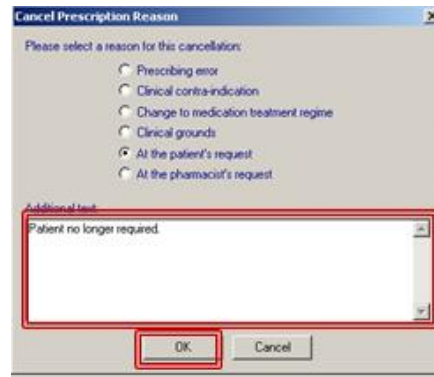 Cancel Prescription Reason
Please select a reason for this cancellation:
Prescribing error
Clinical contra-indication
Change to medication treatment regime
Clinical grounds
At the patient's request
At the pharmacist's request
Additional text:
Patient no longer required.
OK Cancel